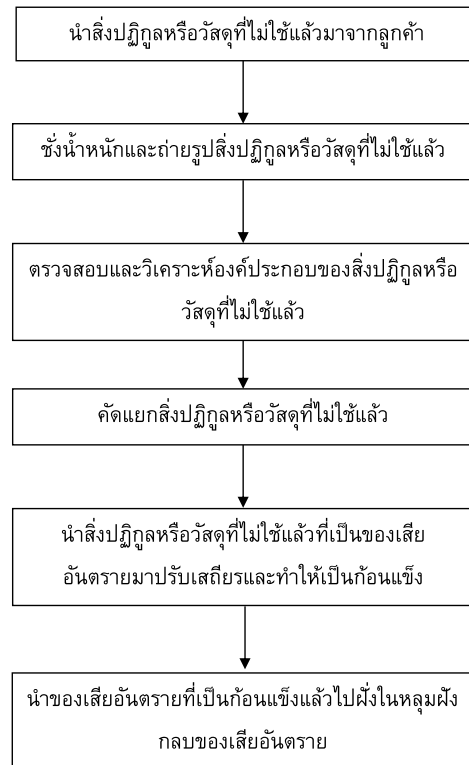 นำสิ่งปฏิกูลหรือวัสดุที่ไม่ใช้แล้วมาจากลูกค้า
ชั่งน้ำหนักและถ่ายรูปสิ่งปฏิกูลหรือวัสดุที่ไม่ใช้แล้ว
ตรวจสอบและวิเคราะห์องค์ประกอบของสิ่งปฏิกูลหรือ
วัสดุที่ไม่ใช้แล้ว
คัดแยกสิ่งปฏิกูลหรือวัสดุที่ไม่ใช้แล้ว
นำสิ่งปฏิกูลหรือวัสดุที่ไม่ใช้แล้วที่เป็นของเสีย
อันตรายมาปรับเสถียรและทำให้เป็นก้อนแข็ง
นำของเสียอันตรายที่เป็นก้อนแข็งแล้วไปฝั่งในหลุมฝัง
กลบของเสียอันตราย